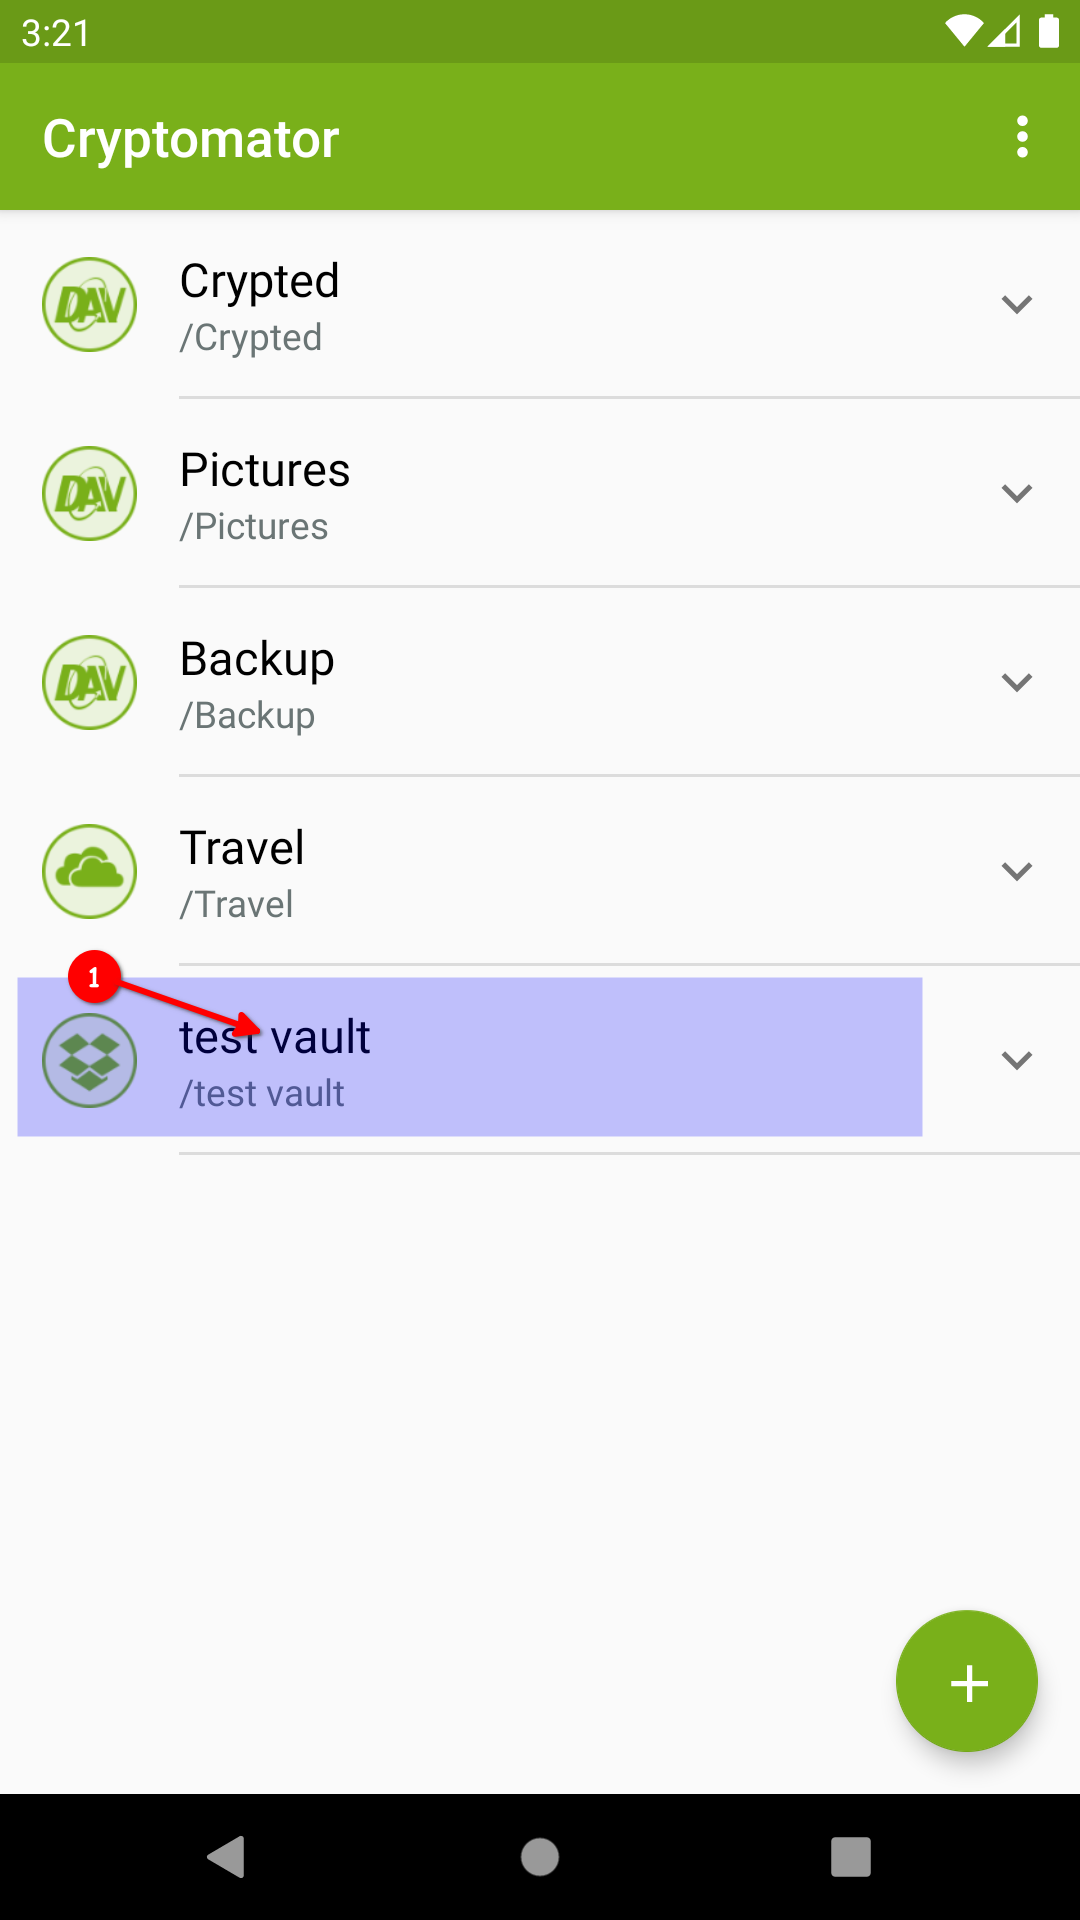 3:21
Cryptomator
DAV
Crypted
/Crypted
DAV
Pictures
/Pictures
DAV
Backup
/Backup
Travel
/Travel
1
test vault
/test vault